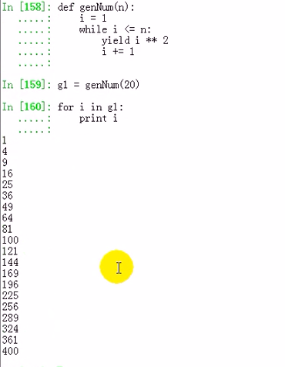 In [158]: def genNum(n):
   .....:     i = 1
   .....:     while i <= n:
   .....:         yield i ** 2
   .....:         i += 1
   .....:
In [159]: g1 = genNum(20)
In [160]: for i in g1:
   .....:     print i
   .....:
1
4
9
16
25
36
49
64
81
100
121
144
169
196
225
256
289
324
361
400